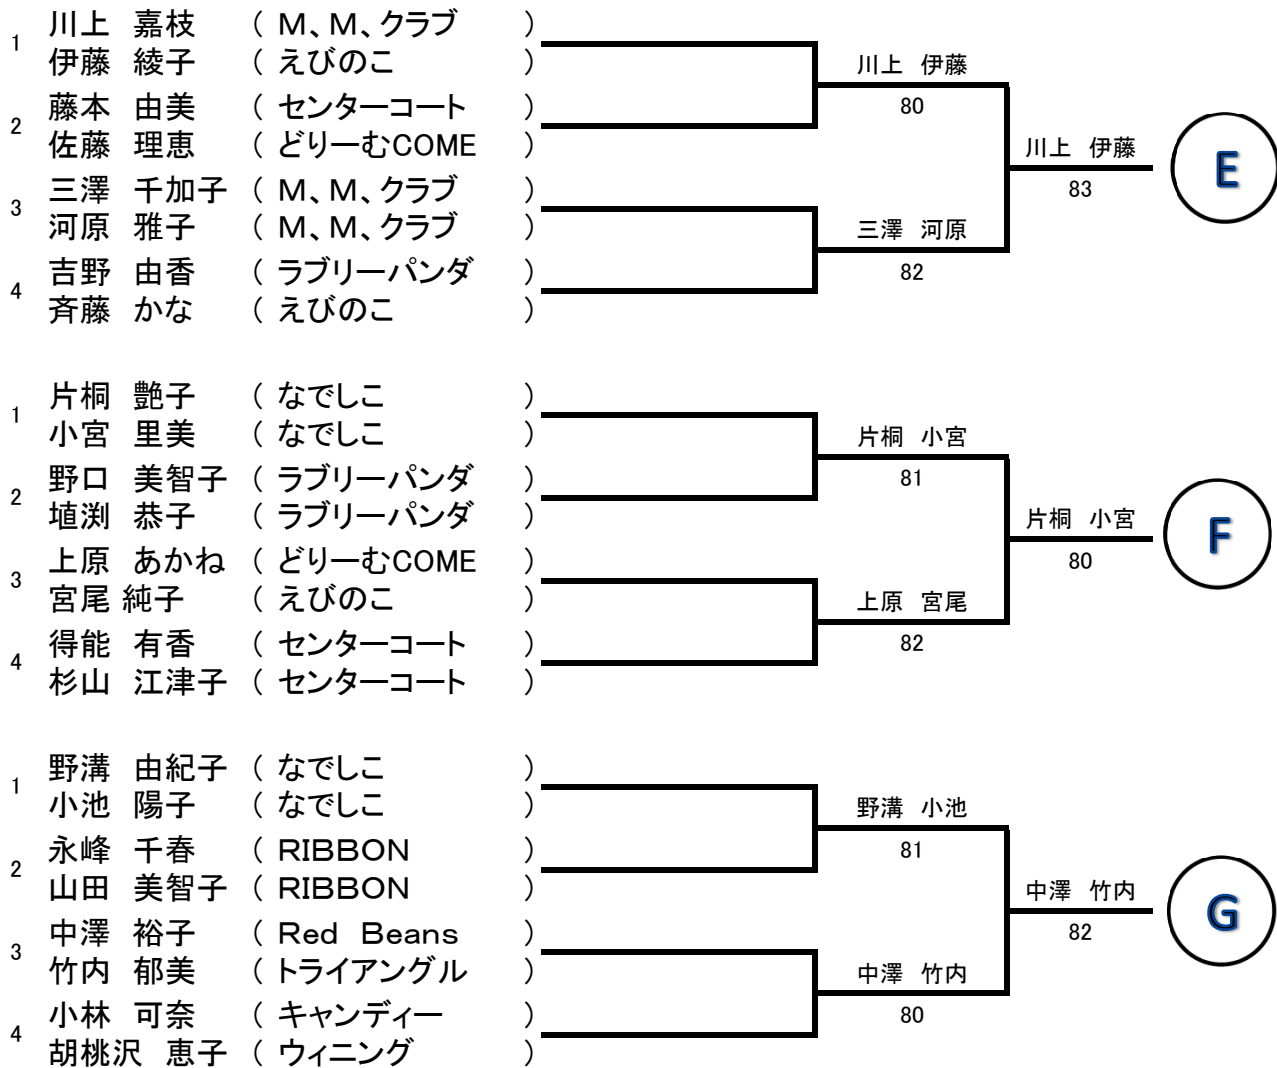 1
川上　嘉枝　( Ｍ、Ｍ、クラブ )
伊藤　綾子　( えびのこ )
2
藤本　由美　( センターコート )
佐藤　理恵　( どりーむCOME )
3
三澤　千加子 ( Ｍ、Ｍ、クラブ )
河原　雅子　( Ｍ、Ｍ、クラブ )
4
吉野　由香　( ラブリーパンダ )
斉藤　かな　( えびのこ )
川上　伊藤
80
三澤　河原
82
川上　伊藤
83
E
1
片桐　艶子　( なでしこ )
小宮　里美　( なでしこ )
2
野口　美智子 ( ラブリーパンダ )
埴渕　恭子　( ラブリーパンダ )
3
上原　あかね ( どりーむCOME )
宮尾 純子　( えびのこ )
4
得能　有香　( センターコート )
杉山　江津子 ( センターコート )
片桐　小宮
81
上原　宮尾
82
片桐　小宮
80
F
1
野溝　由紀子 ( なでしこ )
小池　陽子　( なでしこ )
2
永峰　千春　( ＲＩＢＢＯＮ )
山田　美智子 ( ＲＩＢＢＯＮ )
3
中澤　裕子　( Ｒｅｄ　Ｂｅａｎｓ )
竹内　郁美　( トライアングル )
4
小林　可奈　( キャンディー )
胡桃沢　恵子 ( ウィニング )
野溝　小池
81
中澤　竹内
80
中澤　竹内
82
G